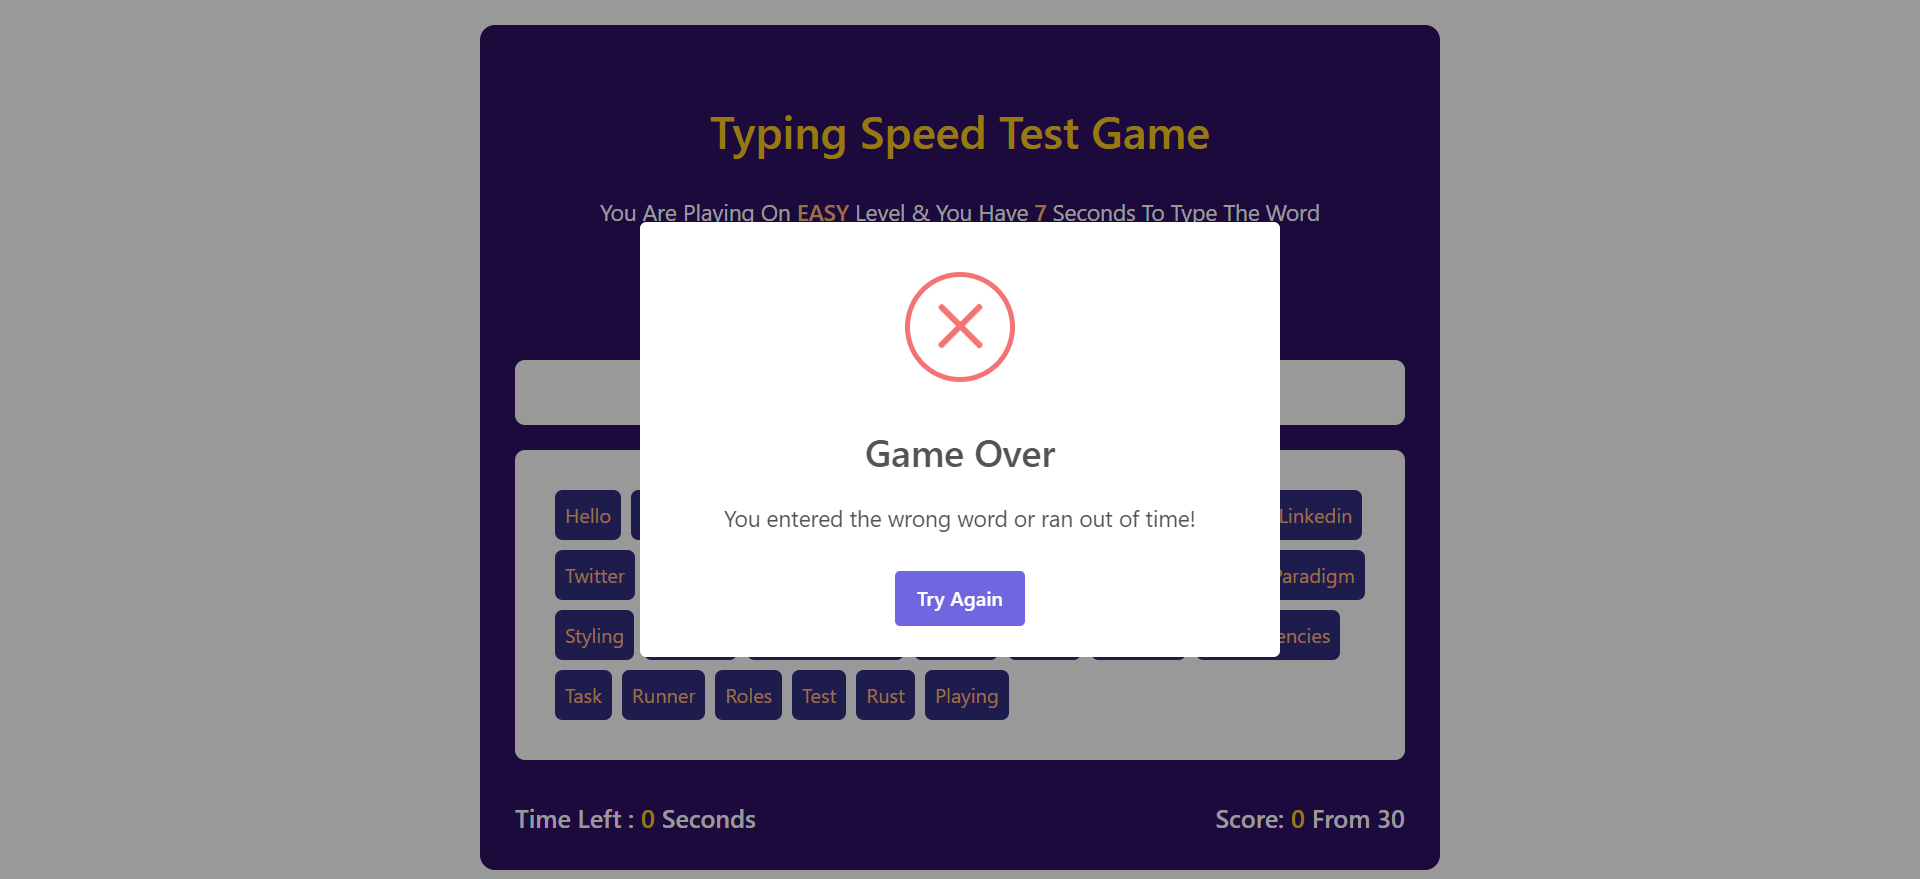 Typing Speed Test Game
You Are Playing On EASY Level & You Have 7 Seconds To Type The Word
Game Over
You entered the wrong word or ran out of time!
Try Again
Hello Linkedin
Twitter Paradigm
Styling
Task Runner Roles Test Rust Playing
Time Left : 0 Seconds
Score: 0 From 30